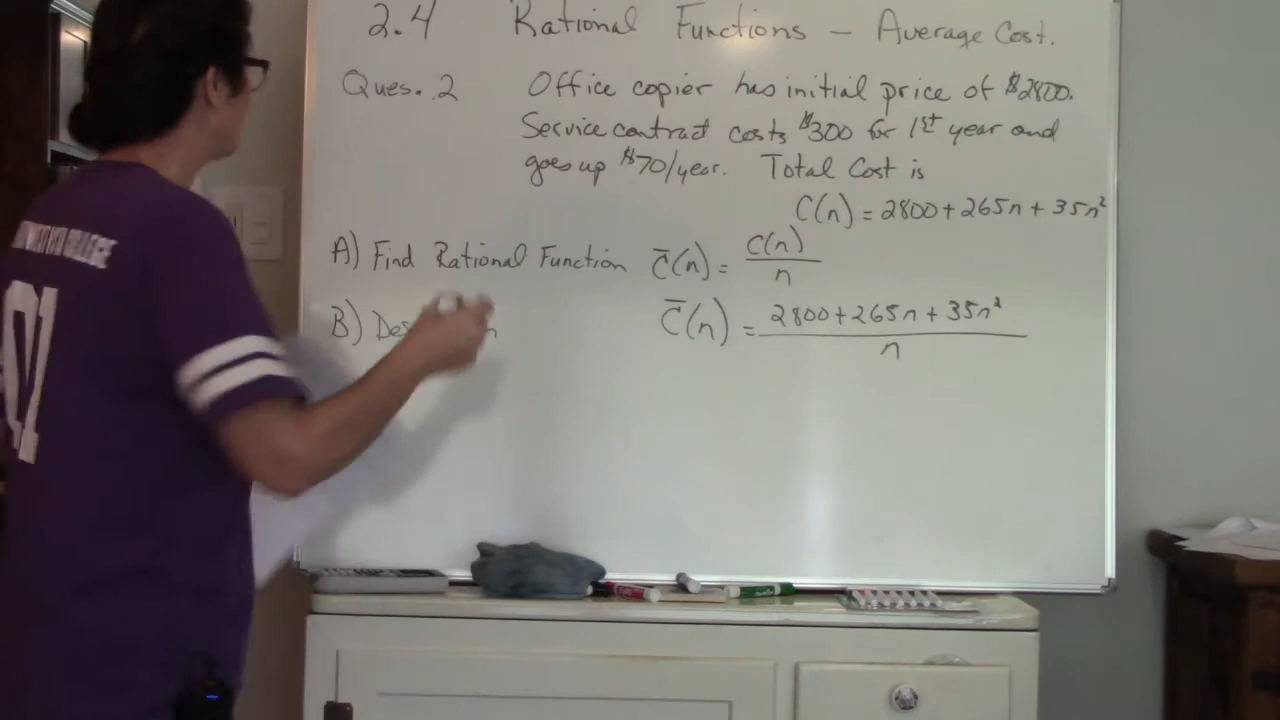 2.4 Rational Functions — Average Cost.
Ques. 2 Office copier has initial price of $2800.
Service contract costs $300 for 1st year and
goes up $70/year. Total Cost is
C(n) = 2800 + 265n + 35n²
A) Find Rational Function C̄(n) = C(n)/n
B) C̄(n) = (2800 + 265n + 35n²)/n
01